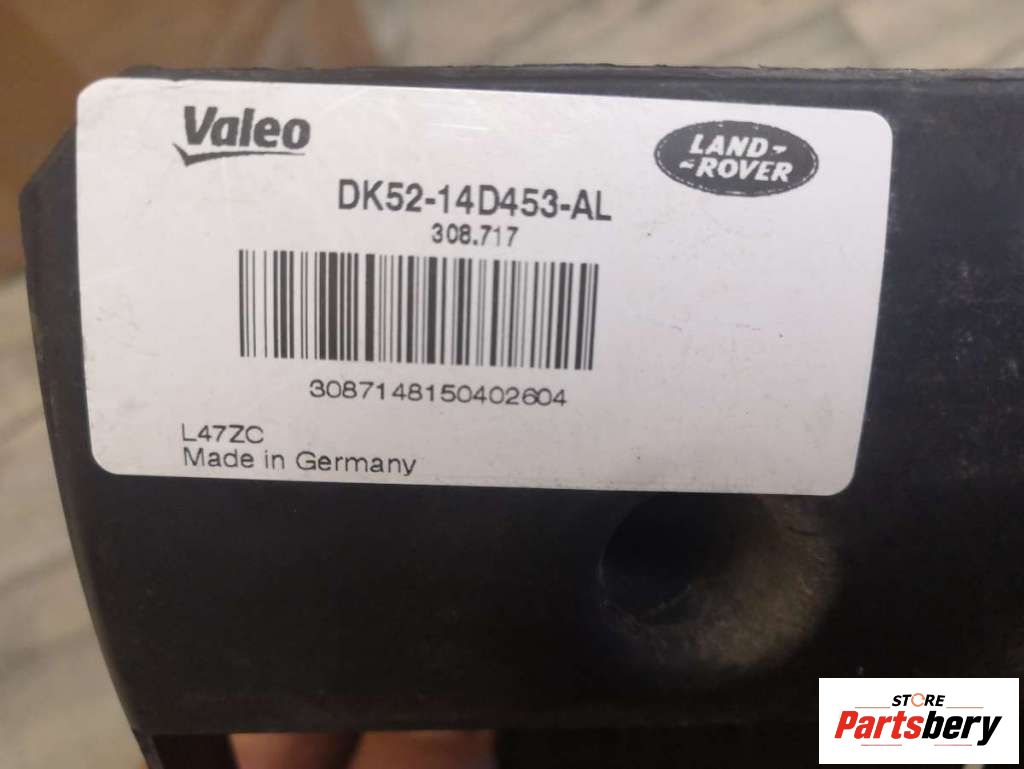 Valeo
LAND-
~ROVER
DK52-14D453-AL
308.717
3087148150402604
L47ZC
Made in Germany
STORE
Partsbery